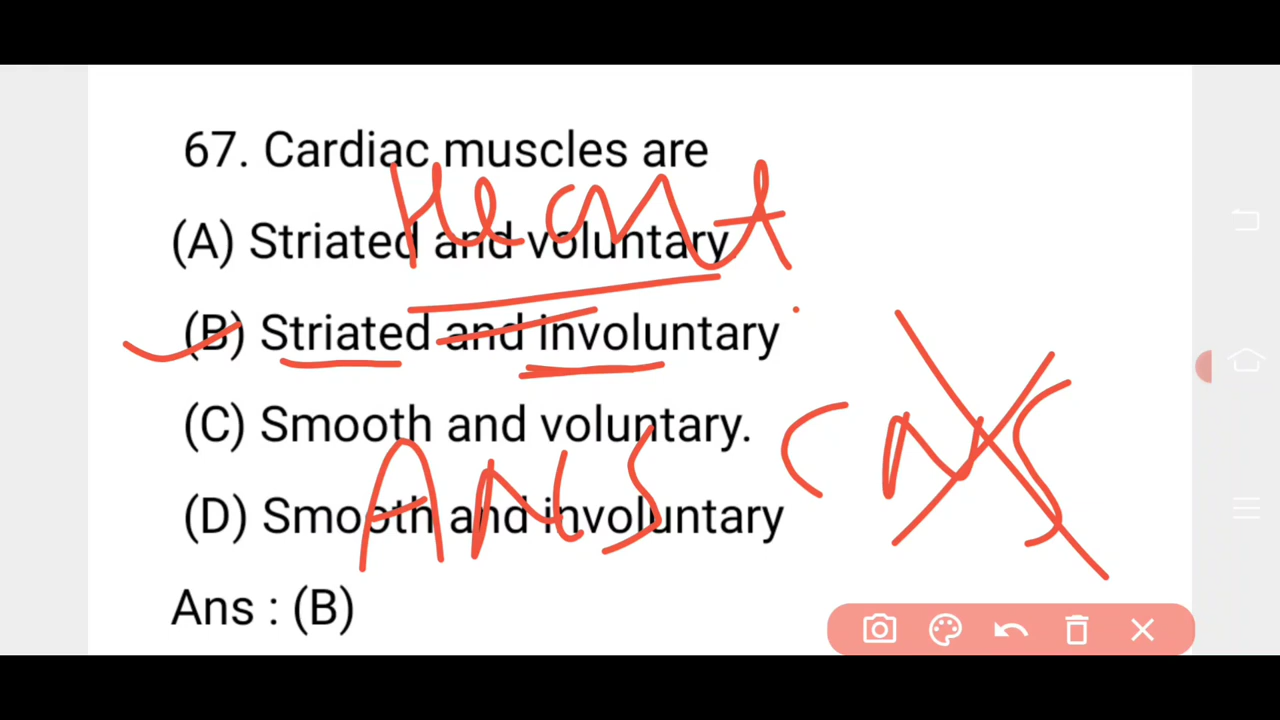 67. Cardiac muscles are
Heart
(A) Striated and voluntary.
(B) Striated and involuntary
(C) Smooth and voluntary.
CNS
ANS
(D) Smooth and involuntary
Ans : (B)